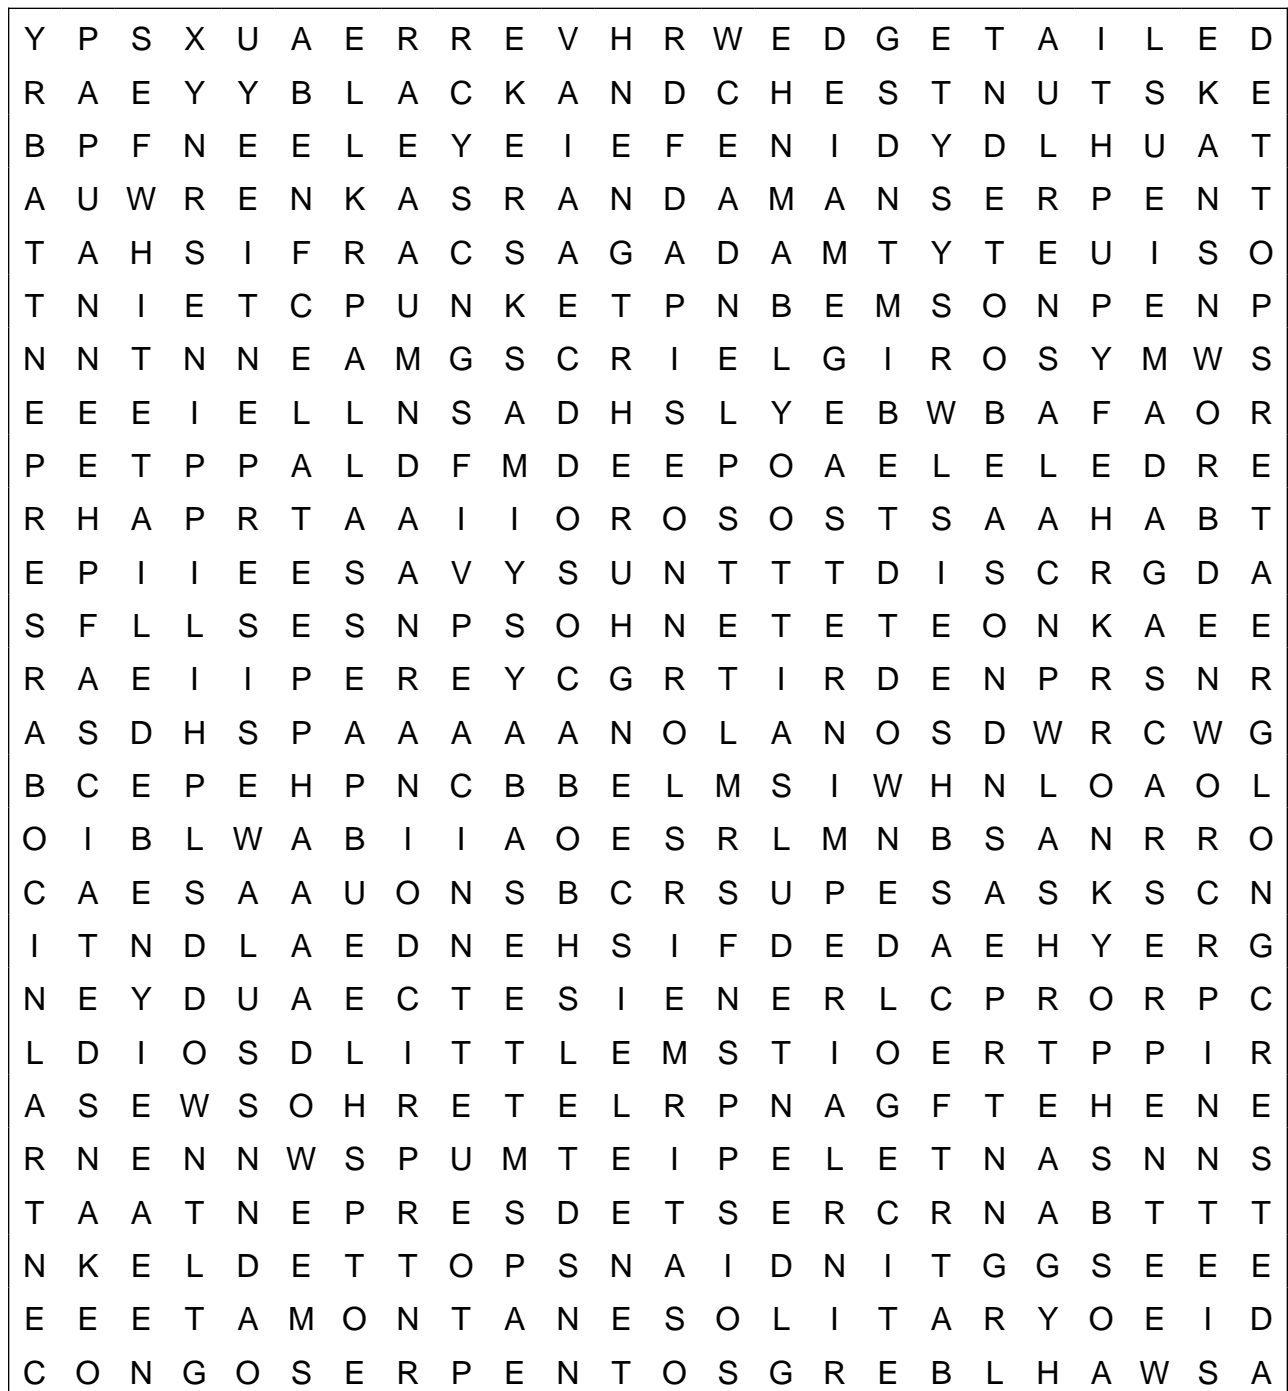 Y P S X U A E R R E V H R W E D G E T A I L E D
R A E Y Y B L A C K A N D C H E S T N U T S K E
B P F N E E L E Y E I E F E N I D Y D L H U A T
A U W R E N K A S R A N D A M A N S E R P E N T
T A H S I F R A C S A G A D A M T Y T E U I S O
T N I E T C P U N K E T P N B E M S O N P E N P
N N T N N E A M G S C R I E L G I R O S Y M W S
E E E I E L L N S A D H S L Y E B W B A F A O R
P E T P P A L D F M D E E P O A E L E L E D R E
R H A P R T A A I I O R O S O S T S A A H A B T
E P I I E E S A V Y S U N T T T D I S C R G D A
S F L L S E S N P S O H N E T E T E O N K A E E
R A E I I P E R E Y C G R T I R D E N P R S N R
A S D H S P A A A A A N O L A N O S D W R C W G
B C E P E H P N C B B E L M S I W H N L O A O L
O I B L W A B I I A O E S R L M N B S A N R R O
C A E S A A U O N S B C R S U P E S A S K S C N
I T N D L A E D N E H S I F D E D A E H Y E R G
N E Y D U A E C T E S I E N E R L C P R O R P C
L D I O S D L I T T L E M S T I O E R T P P I R
A S E W S O H R E T E L R P N A G F T E H E N E
R N E N N W S P U M T E I P E L E T N A S N N S
T A A T N E P R E S D E T S E R C R N A B T T T
N K E L D E T T O P S N A I D N I T G G S E E E
E E E T A M O N T A N E S O L I T A R Y O E I D
C O N G O S E R P E N T O S G R E B L H A W S A